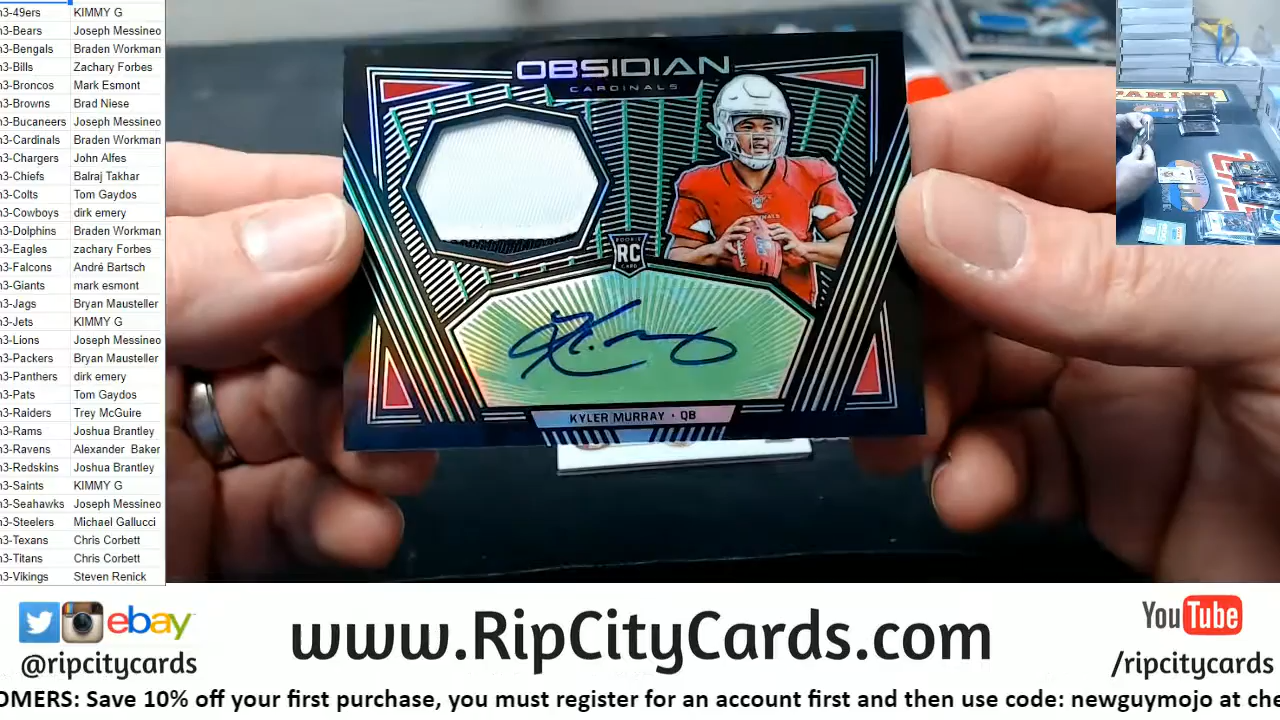 n3-49ers KIMMY G
n3-Bears Joseph Messineo
n3-Bengals Braden Workman
n3-Bills Zachary Forbes
n3-Broncos Mark Esmont
n3-Browns Brad Niese
n3-Bucaneers Joseph Messineo
n3-Cardinals Braden Workman
n3-Chargers John Alfes
n3-Chiefs Balraj Takhar
n3-Colts Tom Gaydos
n3-Cowboys dirk emery
n3-Dolphins Braden Workman
n3-Eagles zachary Forbes
n3-Falcons André Bartsch
n3-Giants mark esmont
n3-Jags Bryan Mausteller
n3-Jets KIMMY G
n3-Lions Joseph Messineo
n3-Packers Bryan Mausteller
n3-Panthers dirk emery
n3-Pats Tom Gaydos
n3-Raiders Trey McGuire
n3-Rams Joshua Brantley
n3-Ravens Alexander Baker
n3-Redskins Joshua Brantley
n3-Saints KIMMY G
n3-Seahawks Joseph Messineo
n3-Steelers Michael Gallucci
n3-Texans Chris Corbett
n3-Titans Chris Corbett
n3-Vikings Steven Renick
OBSIDIAN
CARDINALS
ROOKIE
RC
CARD
KYLER MURRAY • QB
PANINI
ebay
@ripcitycards
www.RipCityCards.com
YouTube
/ripcitycards
OMERS: Save 10% off your first purchase, you must register for an account first and then use code: newguymojo at che